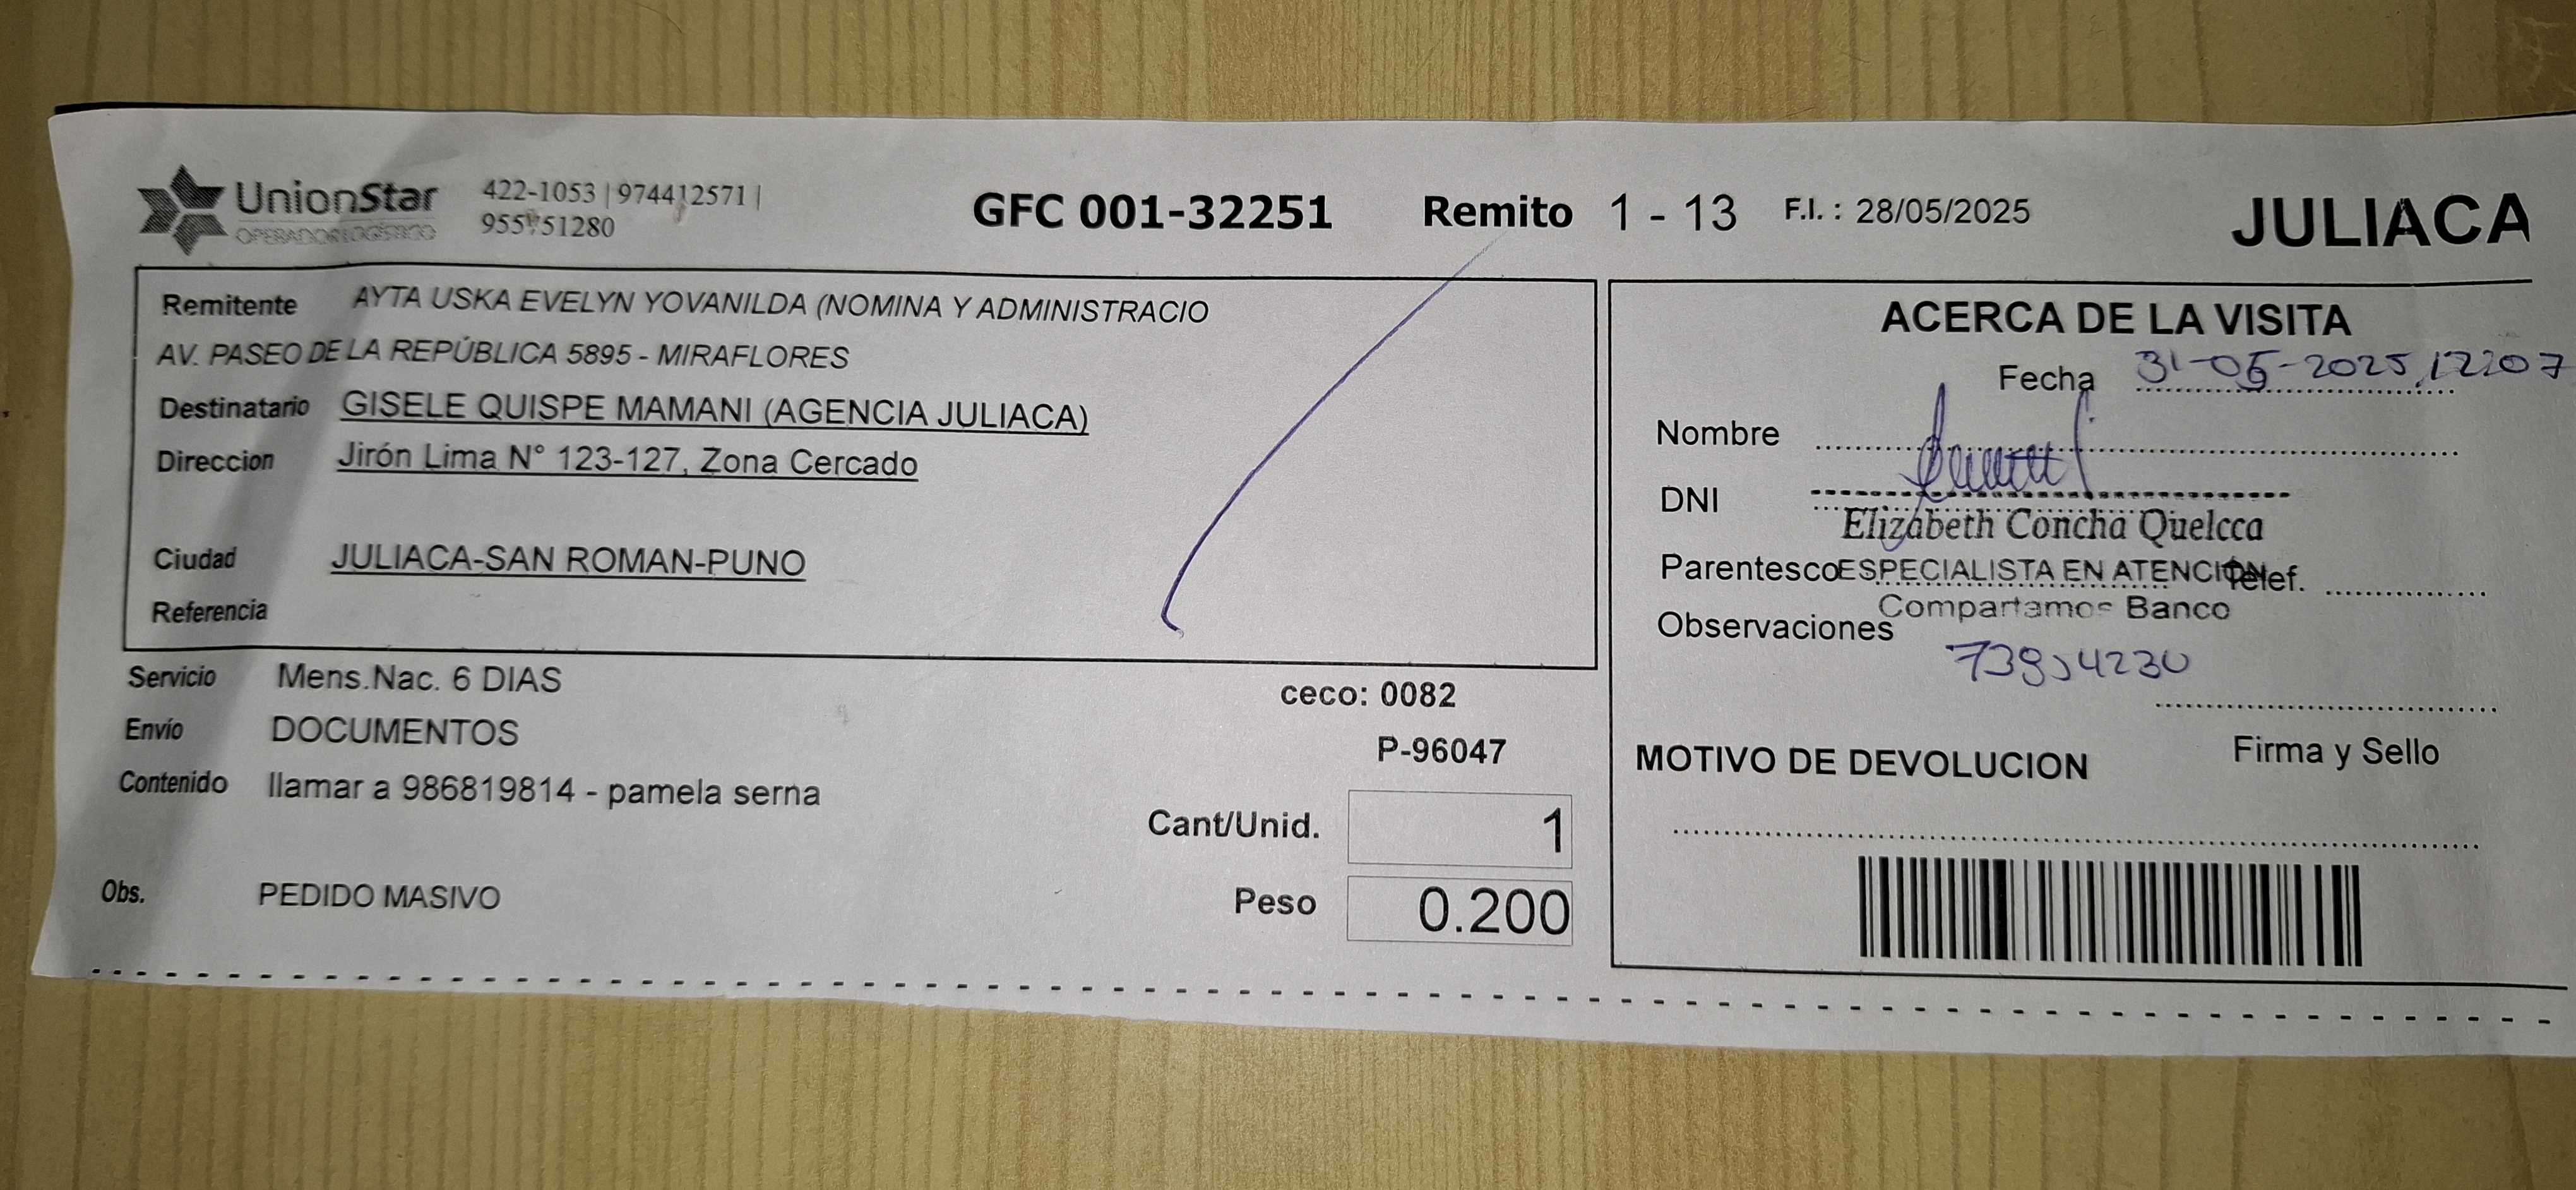 UnionStar
OPERADOR LOGÍSTICO
422-1053 | 974412571 |
955751280
GFC 001-32251 Remito 1 - 13 F.I. : 28/05/2025
JULIACA
Remitente AYTA USKA EVELYN YOVANILDA (NOMINA Y ADMINISTRACIO
AV. PASEO DE LA REPÚBLICA 5895 - MIRAFLORES
Destinatario GISELE QUISPE MAMANI (AGENCIA JULIACA)
Direccion Jirón Lima N° 123-127, Zona Cercado
Ciudad JULIACA-SAN ROMAN-PUNO
Referencia
Servicio Mens.Nac. 6 DIAS
Envío DOCUMENTOS
Contenido llamar a 986819814 - pamela serna
Obs. PEDIDO MASIVO
ceco: 0082
P-96047
Cant/Unid. 1
Peso 0.200
ACERCA DE LA VISITA
Fecha 31-05-2025
Nombre
DNI
Elizabeth Concha Quelcca
Parentesco ESPECIALISTA EN ATENCIÓN Telef.
Compartamos Banco
Observaciones
Firma y Sello
MOTIVO DE DEVOLUCION